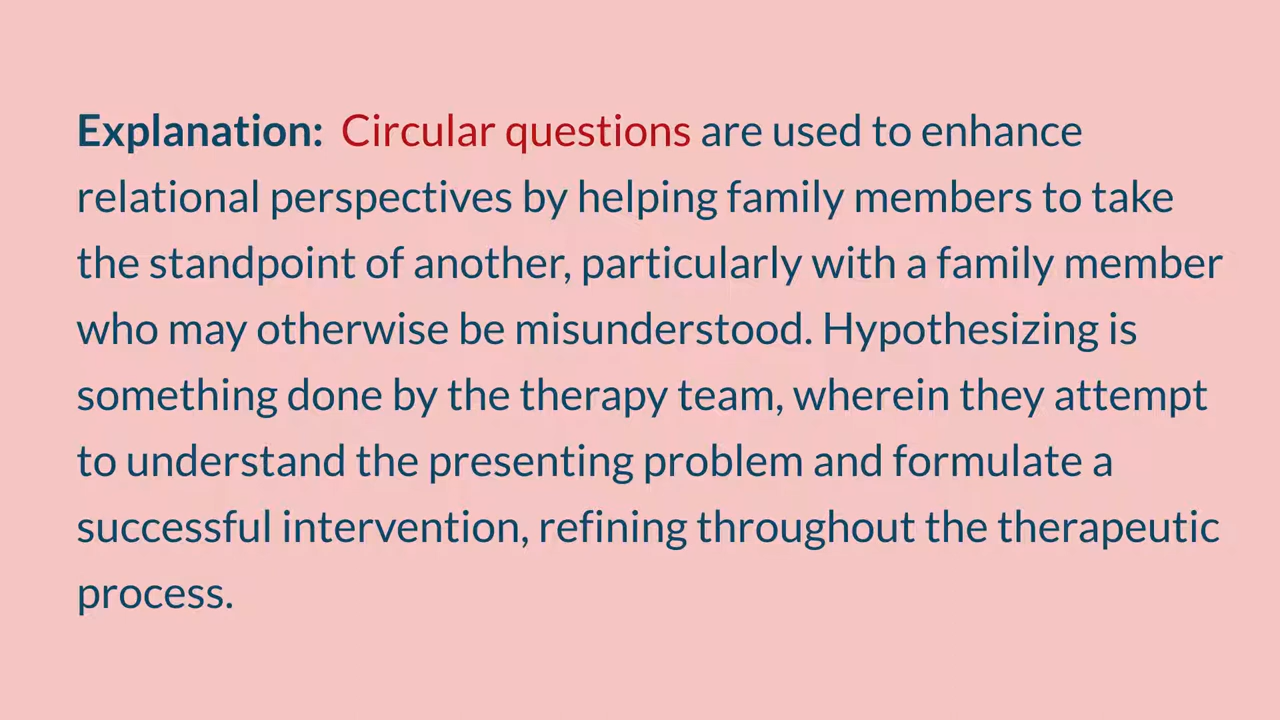 Explanation: Circular questions are used to enhance
relational perspectives by helping family members to take
the standpoint of another, particularly with a family member
who may otherwise be misunderstood. Hypothesizing is
something done by the therapy team, wherein they attempt
to understand the presenting problem and formulate a
successful intervention, refining throughout the therapeutic
process.